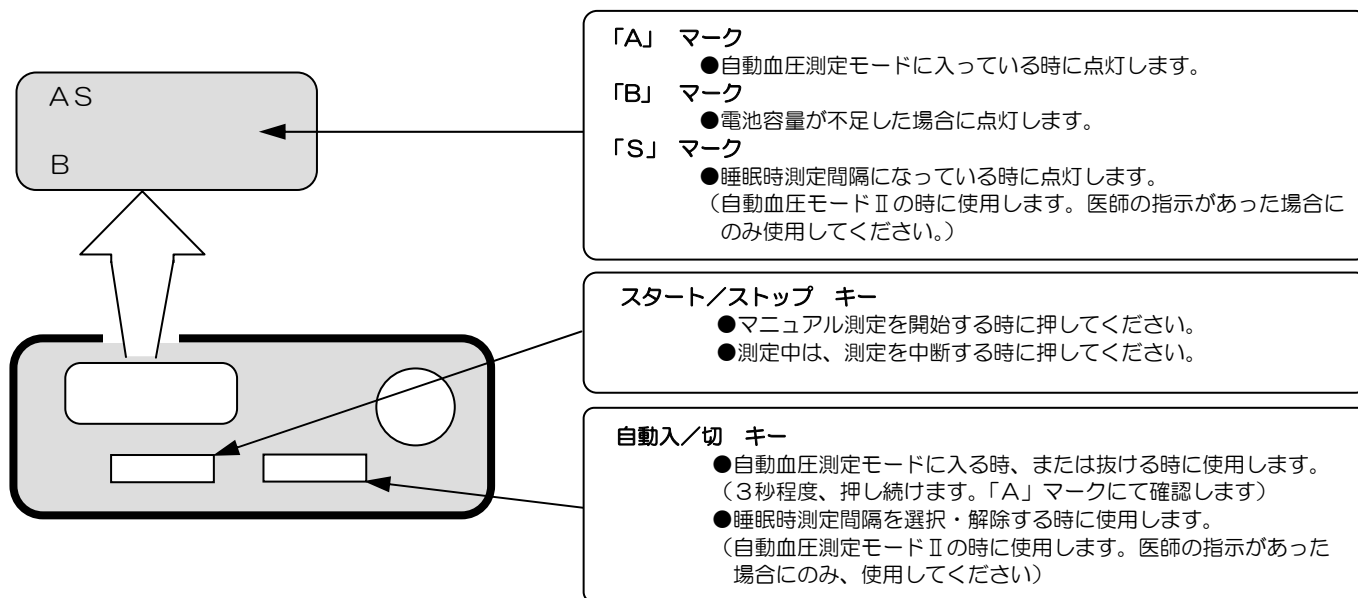 AS
B
「A」 マーク
●自動血圧測定モードに入っている時に点灯します。
「B」 マーク
●電池容量が不足した場合に点灯します。
「S」 マーク
●睡眠時測定間隔になっている時に点灯します。
（自動血圧モードⅡの時に使用します。医師の指示があった場合に
のみ使用してください。）
スタート／ストップ キー
●マニュアル測定を開始する時に押してください。
●測定中は、測定を中断する時に押してください。
自動入／切 キー
●自動血圧測定モードに入る時、または抜ける時に使用します。
（３秒程度、押し続けます。「A」マークにて確認します）
●睡眠時測定間隔を選択・解除する時に使用します。
（自動血圧測定モードⅡの時に使用します。医師の指示があった
場合にのみ、使用してください）